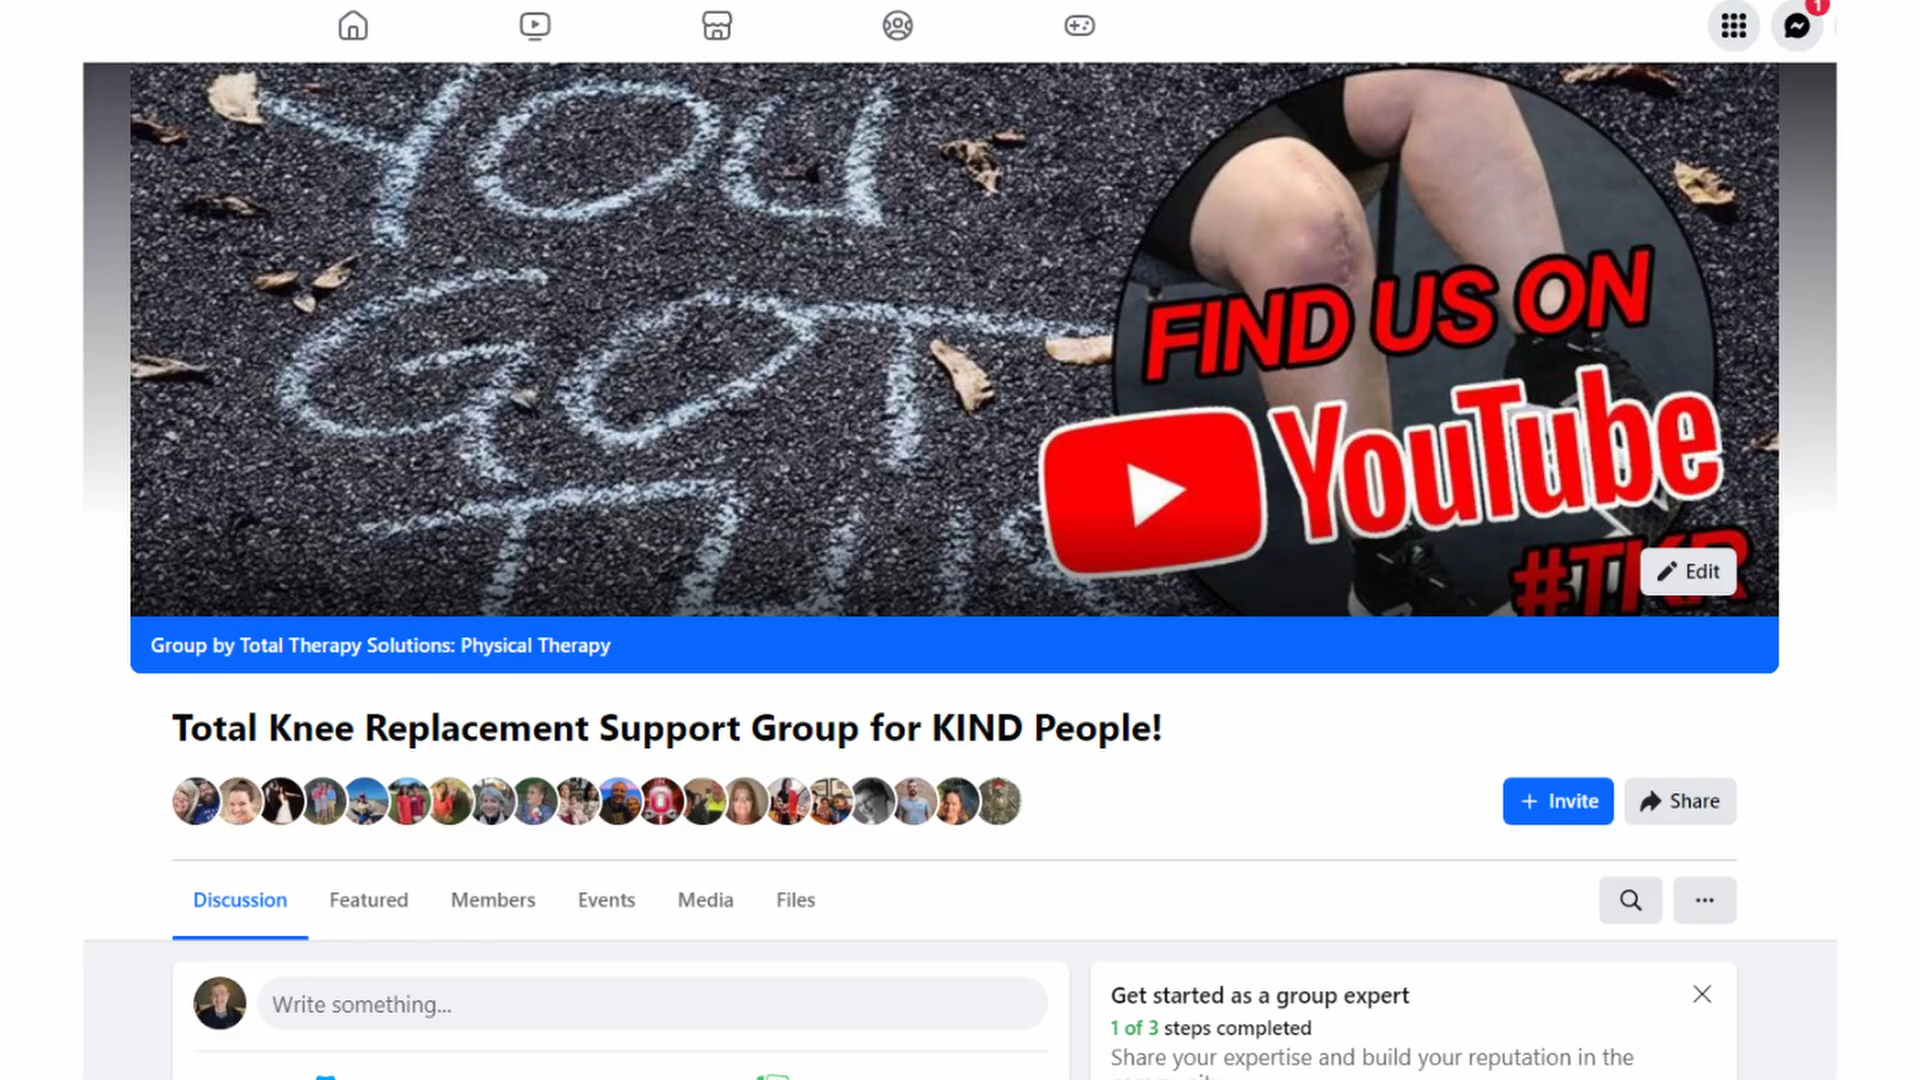 1
YOU
GOT
THIS
FIND US ON
YouTube
#TKR
Edit
Group by Total Therapy Solutions: Physical Therapy
Total Knee Replacement Support Group for KIND People!
+ Invite
Share
Discussion
Featured
Members
Events
Media
Files
Write something...
Get started as a group expert
1 of 3 steps completed
Share your expertise and build your reputation in the